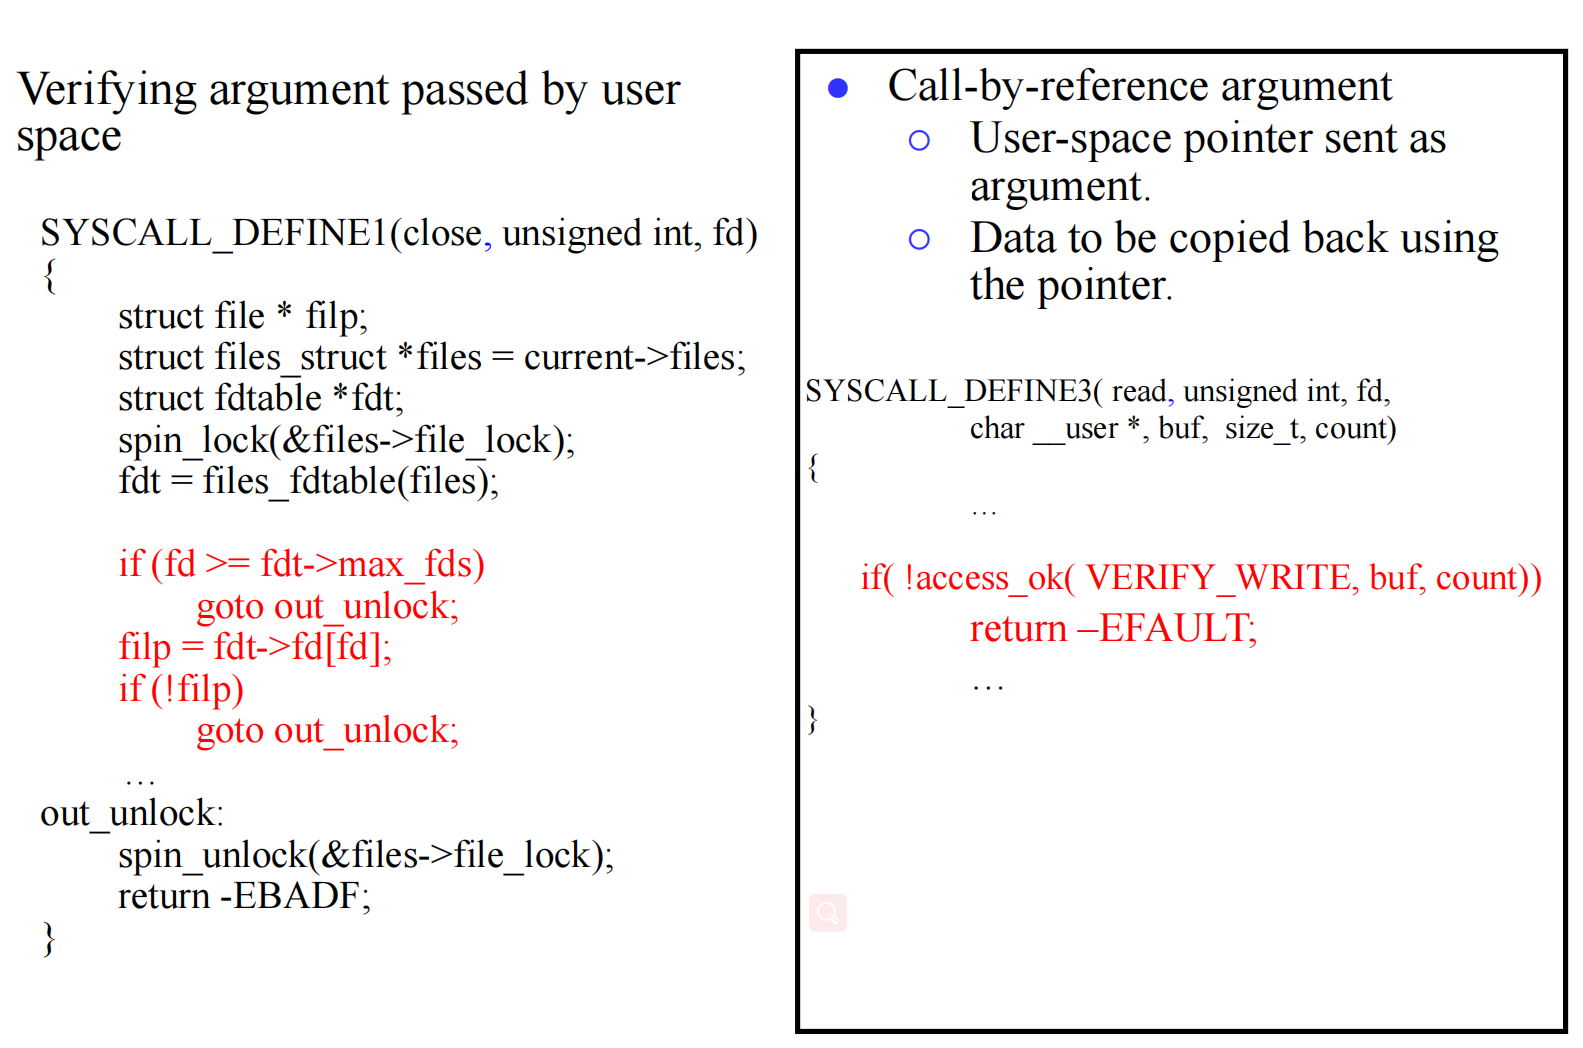 Verifying argument passed by user
space
SYSCALL_DEFINE1(close, unsigned int, fd)
{
struct file * filp;
struct files_struct *files = current->files;
struct fdtable *fdt;
spin_lock(&files->file_lock);
fdt = files_fdtable(files);
if (fd >= fdt->max_fds)
goto out_unlock;
filp = fdt->fd[fd];
if (!filp)
goto out_unlock;
…
out_unlock:
spin_unlock(&files->file_lock);
return -EBADF;
}
● Call-by-reference argument
○ User-space pointer sent as
argument.
○ Data to be copied back using
the pointer.
SYSCALL_DEFINE3( read, unsigned int, fd,
char __user *, buf, size_t, count)
{
…
if( !access_ok( VERIFY_WRITE, buf, count))
return –EFAULT;
…
}